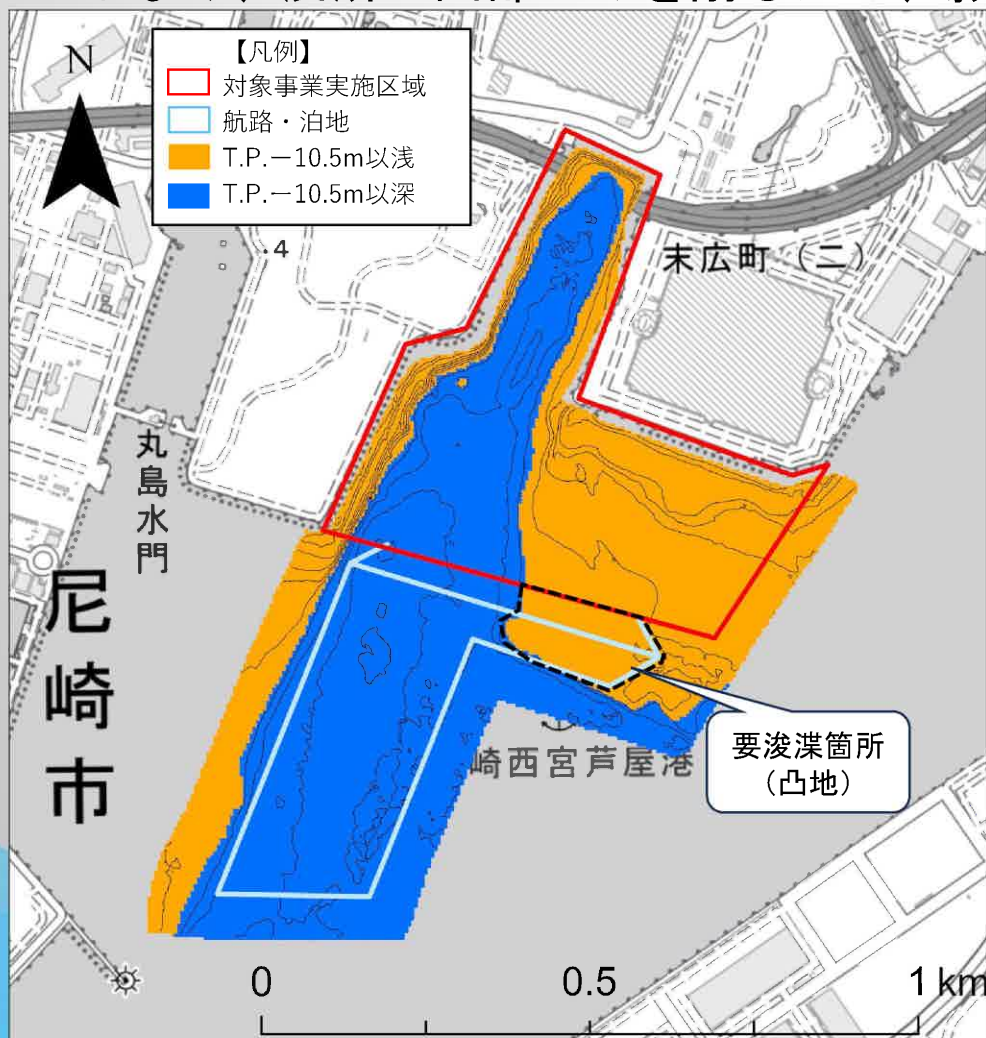 N
【凡例】
対象事業実施区域
航路・泊地
T.P.－10.5m以浅
T.P.－10.5m以深
4
末広町（二）
丸島水門
尼崎市
崎西宮芦屋港
要浚渫箇所
（凸地）
0
0.5
1 km